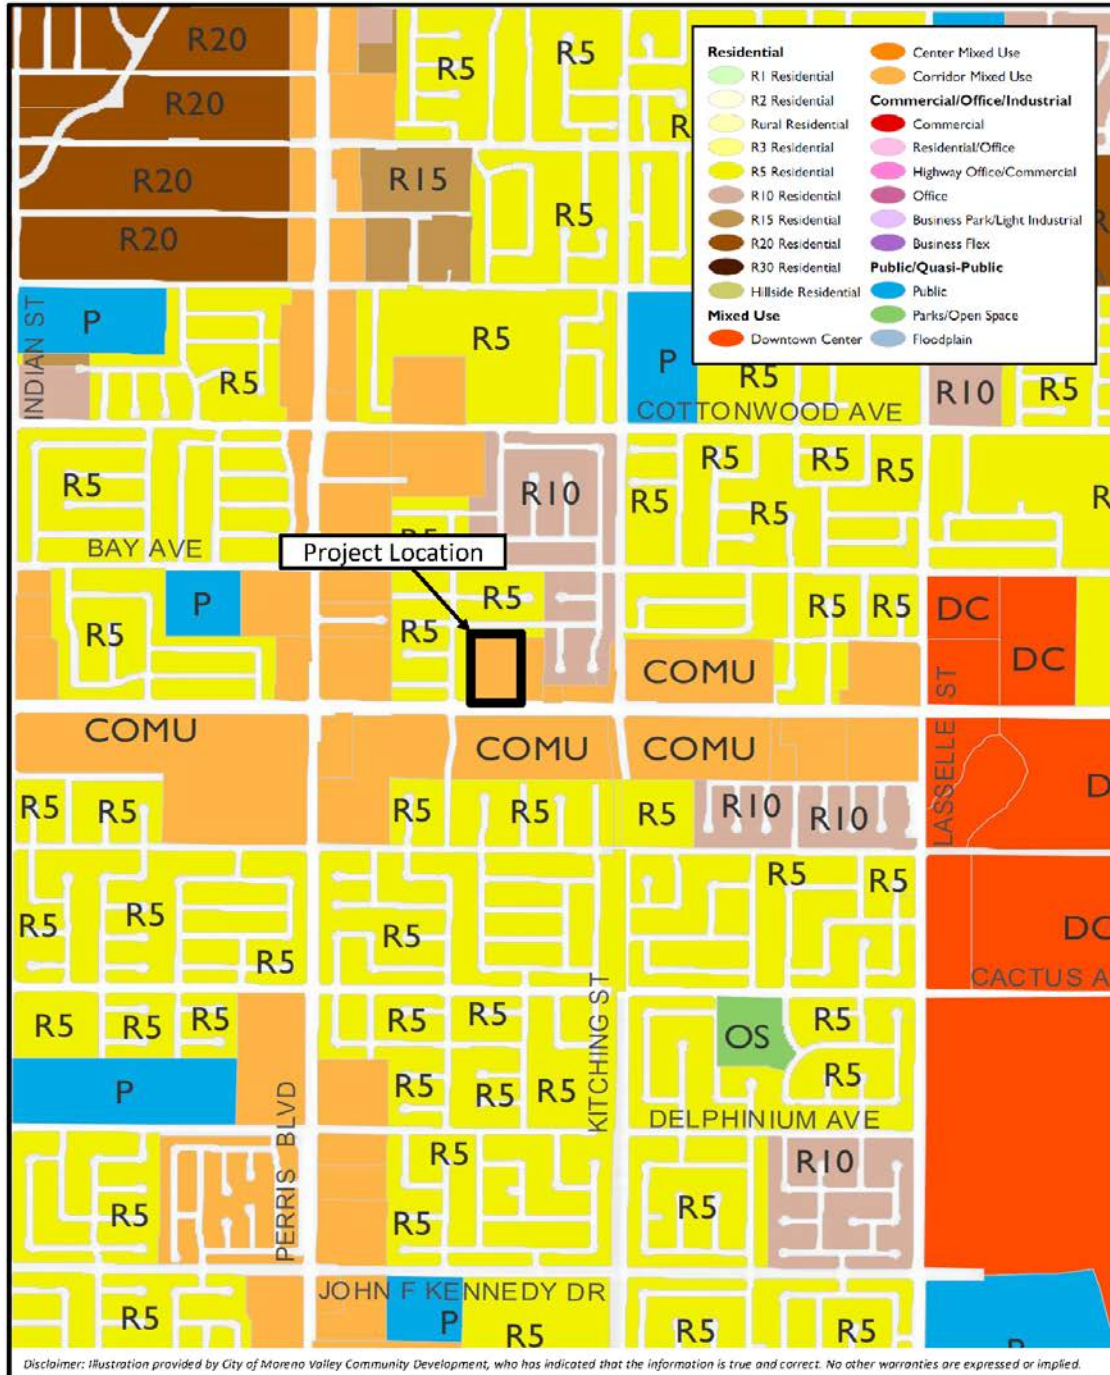 R20
R20
R20
R20
R15
R5
R5
R
R5
Residential
R1 Residential
R2 Residential
Rural Residential
R3 Residential
R5 Residential
R10 Residential
R15 Residential
R20 Residential
R30 Residential
Hillside Residential
Mixed Use
Downtown Center
Center Mixed Use
Corridor Mixed Use
Commercial/Office/Industrial
Commercial
Residential/Office
Highway Office/Commercial
Office
Business Park/Light Industrial
Business Flex
Public/Quasi-Public
Public
Parks/Open Space
Floodplain
INDIAN ST
P
R5
R5
P
R5
R10
R5
COTTONWOOD AVE
R5
R10
R5
R5
R5
R5
R5
R
BAY AVE
Project Location
R5
P
R5
R5
R5
R5
DC
DC
COMU
COMU
COMU
COMU
LASSELLE ST
D
R5
R5
R5
R5
R5
R10
R10
R5
R5
R5
R5
R5
R5
DC
CACTUS A
R5
R5
R5
R5
R5
KITCHING ST
OS
R5
R5
P
PERRIS BLVD
R5
R5
R5
DELPHINIUM AVE
R5
R5
R5
R5
R10
JOHN F KENNEDY DR
R5
P
R5
R5
R5
Disclaimer: Illustration provided by City of Moreno Valley Community Development, who has indicated that the information is true and correct. No other warranties are expressed or implied.